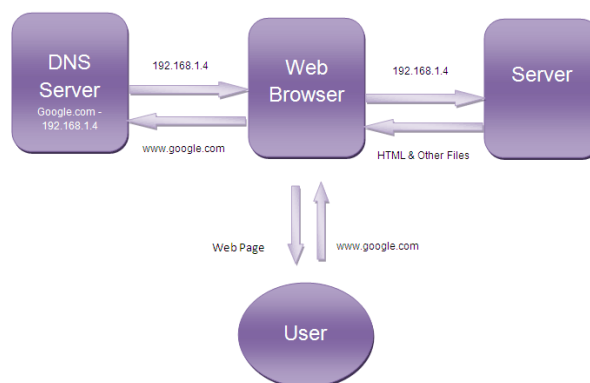 DNS
Server
Google.com -
192.168.1.4
192.168.1.4
www.google.com
Web
Browser
192.168.1.4
HTML & Other Files
Server
Web Page
www.google.com
User